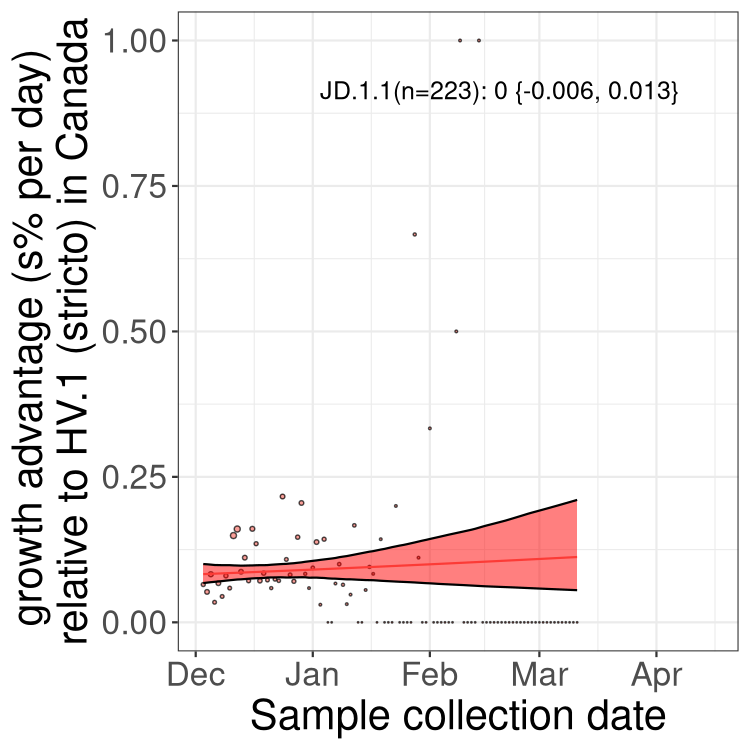 growth advantage (s% per day)
relative to HV.1 (stricto) in Canada
1.00
0.75
0.50
0.25
0.00
JD.1.1(n=223): 0 {-0.006, 0.013}
Dec Jan Feb Mar Apr
Sample collection date